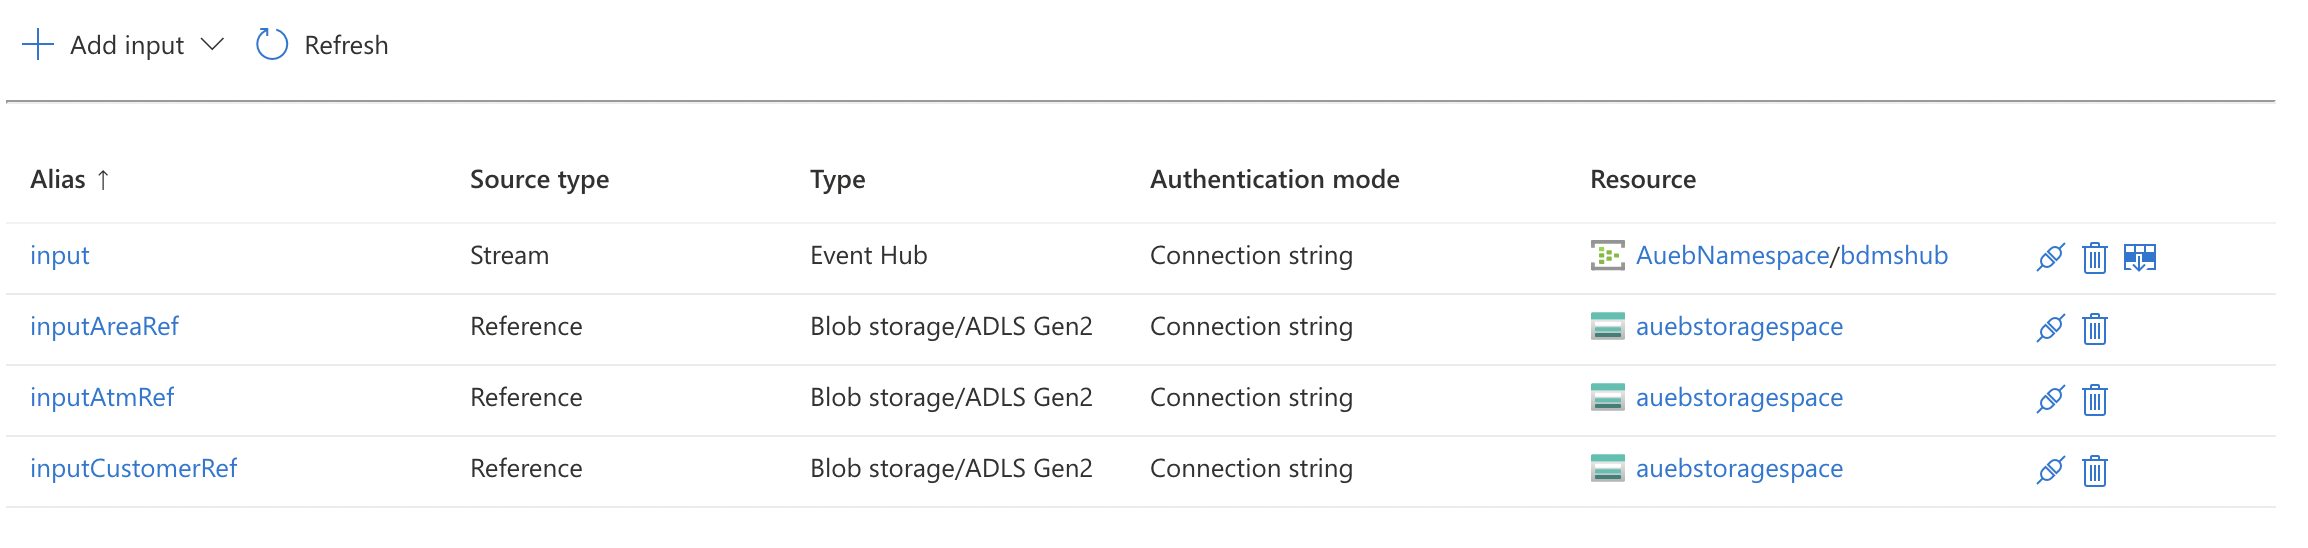 Add input Refresh
Alias ↑ Source type Type Authentication mode Resource
input Stream Event Hub Connection string AuebNamespace/bdmshub
inputAreaRef Reference Blob storage/ADLS Gen2 Connection string auebstoragespace
inputAtmRef Reference Blob storage/ADLS Gen2 Connection string auebstoragespace
inputCustomerRef Reference Blob storage/ADLS Gen2 Connection string auebstoragespace